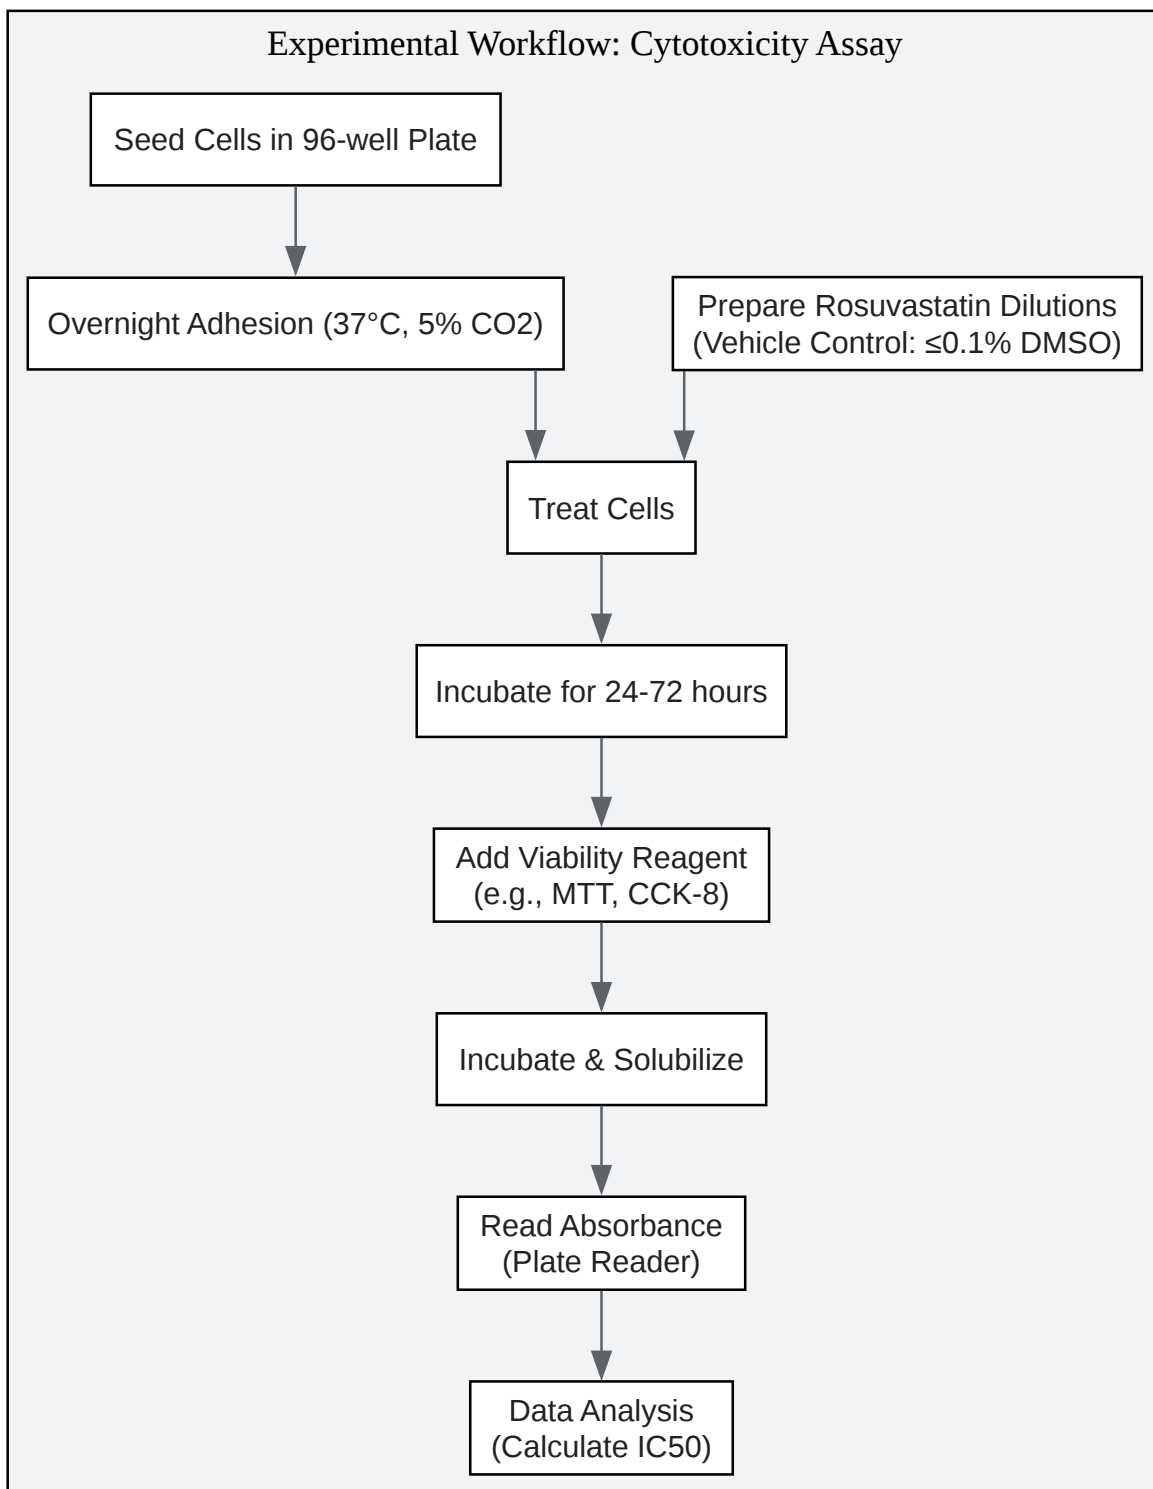 Experimental Workflow: Cytotoxicity Assay
Seed Cells in 96-well Plate
Overnight Adhesion (37°C, 5% CO2)
Prepare Rosuvastatin Dilutions
(Vehicle Control: ≤0.1% DMSO)
Treat Cells
Incubate for 24-72 hours
Add Viability Reagent
(e.g., MTT, CCK-8)
Incubate & Solubilize
Read Absorbance
(Plate Reader)
Data Analysis
(Calculate IC50)